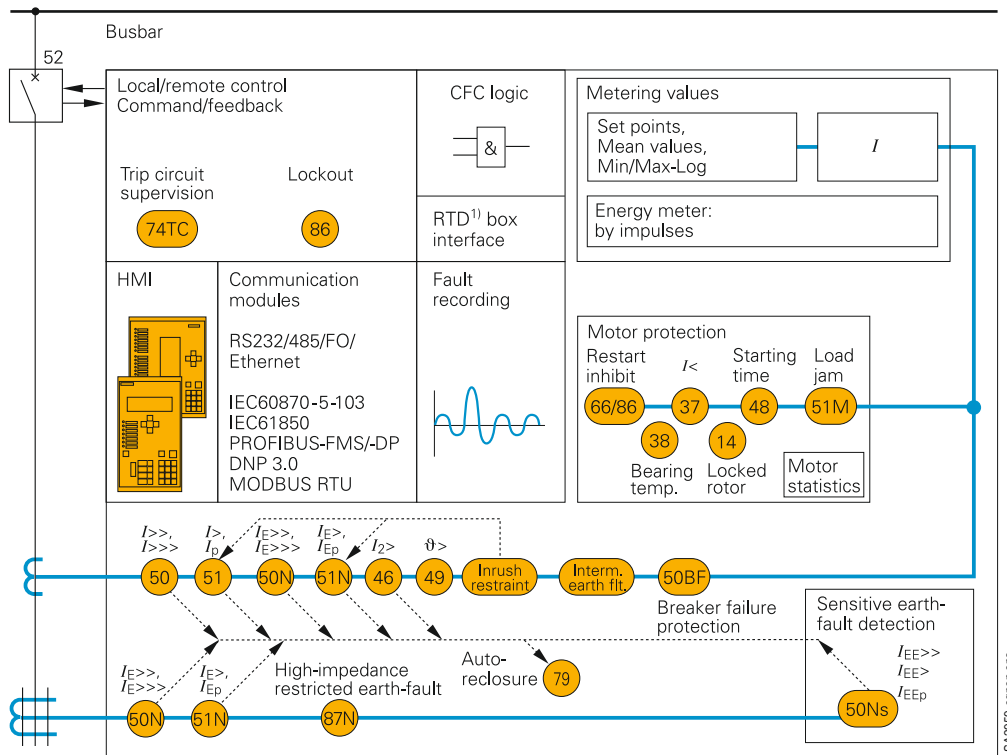 Busbar
52
Local/remote control
Command/feedback
Trip circuit
supervision
74TC
Lockout
86
CFC logic
&
RTD1) box
interface
Metering values
Set points,
Mean values,
Min/Max-Log
I
Energy meter:
by impulses
HMI
Communication
modules
RS232/485/FO/
Ethernet
IEC60870-5-103
IEC61850
PROFIBUS-FMS/-DP
DNP 3.0
MODBUS RTU
Fault
recording
Motor protection
Restart
inhibit
I<
Starting
time
Load
jam
66/86
37
48
51M
38
14
Bearing
temp.
Locked
rotor
Motor
statistics
I>>,
I>>>
I>,
Ip
IE>>,
IE>>>
IE>,
IEp
I2>
ϑ>
50
51
50N
51N
46
49
Inrush
restraint
Interm.
earth flt.
50BF
Breaker failure
protection
Sensitive earth-
fault detection
IEE>>
IEE>
IEEp
50Ns
Auto-
reclosure
79
IE>>,
IE>>>
IE>,
IEp
High-impedance
restricted earth-fault
50N
51N
87N